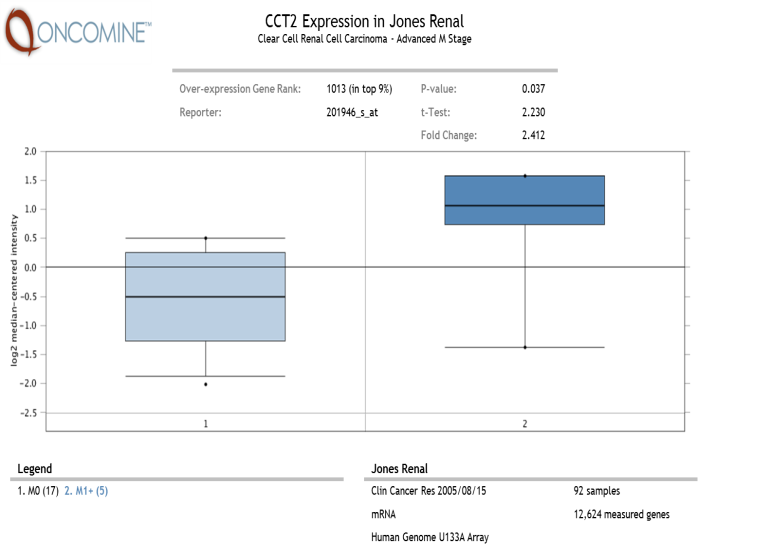 ONCOMINE™
CCT2 Expression in Jones Renal
Clear Cell Renal Cell Carcinoma - Advanced M Stage
Over-expression Gene Rank: 1013 (in top 9%) P-value: 0.037
Reporter: 201946_s_at t-Test: 2.230
Fold Change: 2.412
log2 median-centered intensity
2.0
1.5
1.0
0.5
0.0
-0.5
-1.0
-1.5
-2.0
-2.5
1 2
Legend
1. M0 (17) 2. M1+ (5)
Jones Renal
Clin Cancer Res 2005/08/15 92 samples
mRNA 12,624 measured genes
Human Genome U133A Array